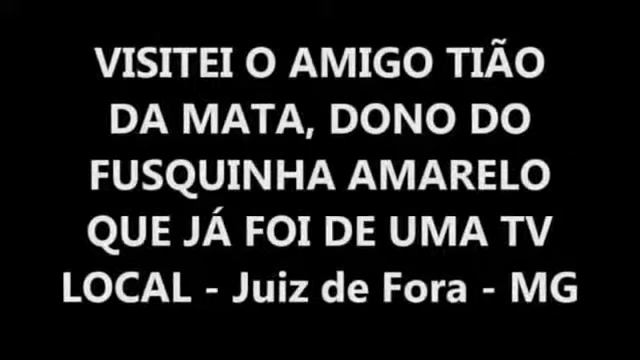 VISITEI O AMIGO TIÃO
DA MATA, DONO DO
FUSQUINHA AMARELO
QUE JÁ FOI DE UMA TV
LOCAL - Juiz de Fora - MG